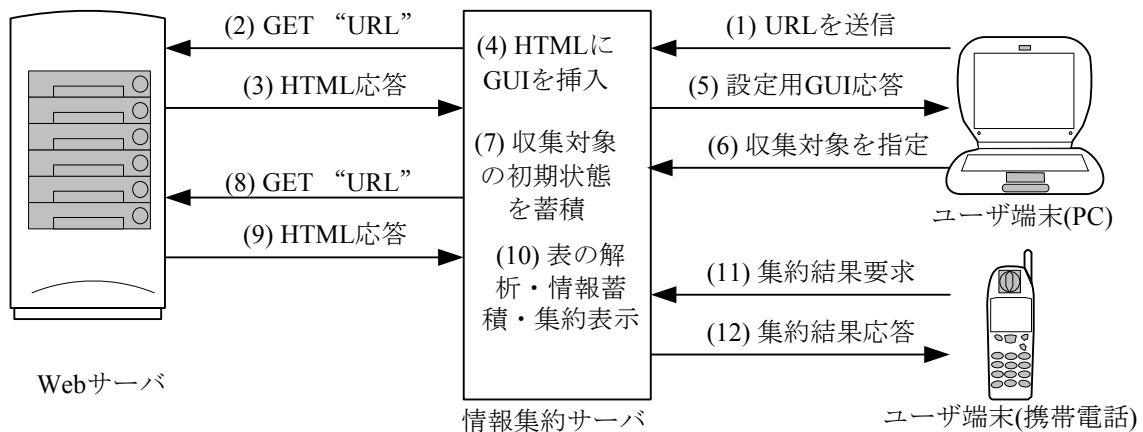 (2) GET “URL”
(3) HTML応答
(8) GET “URL”
(9) HTML応答
Webサーバ
(4) HTMLに
GUIを挿入
(7) 収集対象
の初期状態
を蓄積
(10) 表の解
析・情報蓄
積・集約表示
情報集約サーバ
(1) URLを送信
(5) 設定用GUI応答
(6) 収集対象を指定
ユーザ端末(PC)
(11) 集約結果要求
(12) 集約結果応答
ユーザ端末(携帯電話)